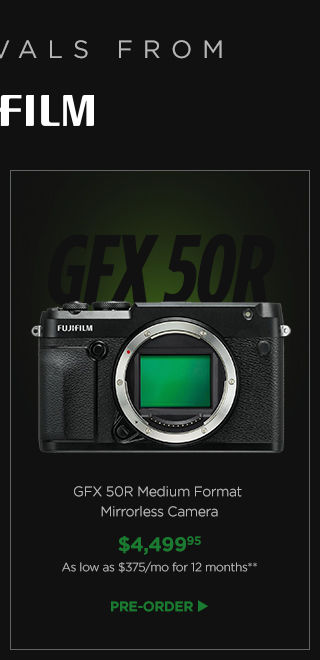 VALS FROM
FILM
GFX 50R
FUJIFILM
GFX 50R Medium Format
Mirrorless Camera
$4,499⁹⁵
As low as $375/mo for 12 months**
PRE-ORDER ▶